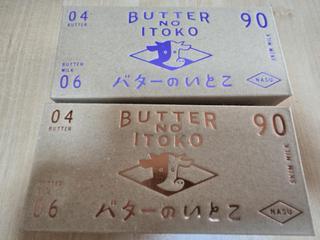 04
BUTTER
BUTTER
NO
ITOKO
90
SKIM MILK
BUTTER MILK
06
バターのいとこ
NASU
04
BUTTER
BUTTER
NO
ITOKO
90
SKIM MILK
06
バターのいとこ
NASU